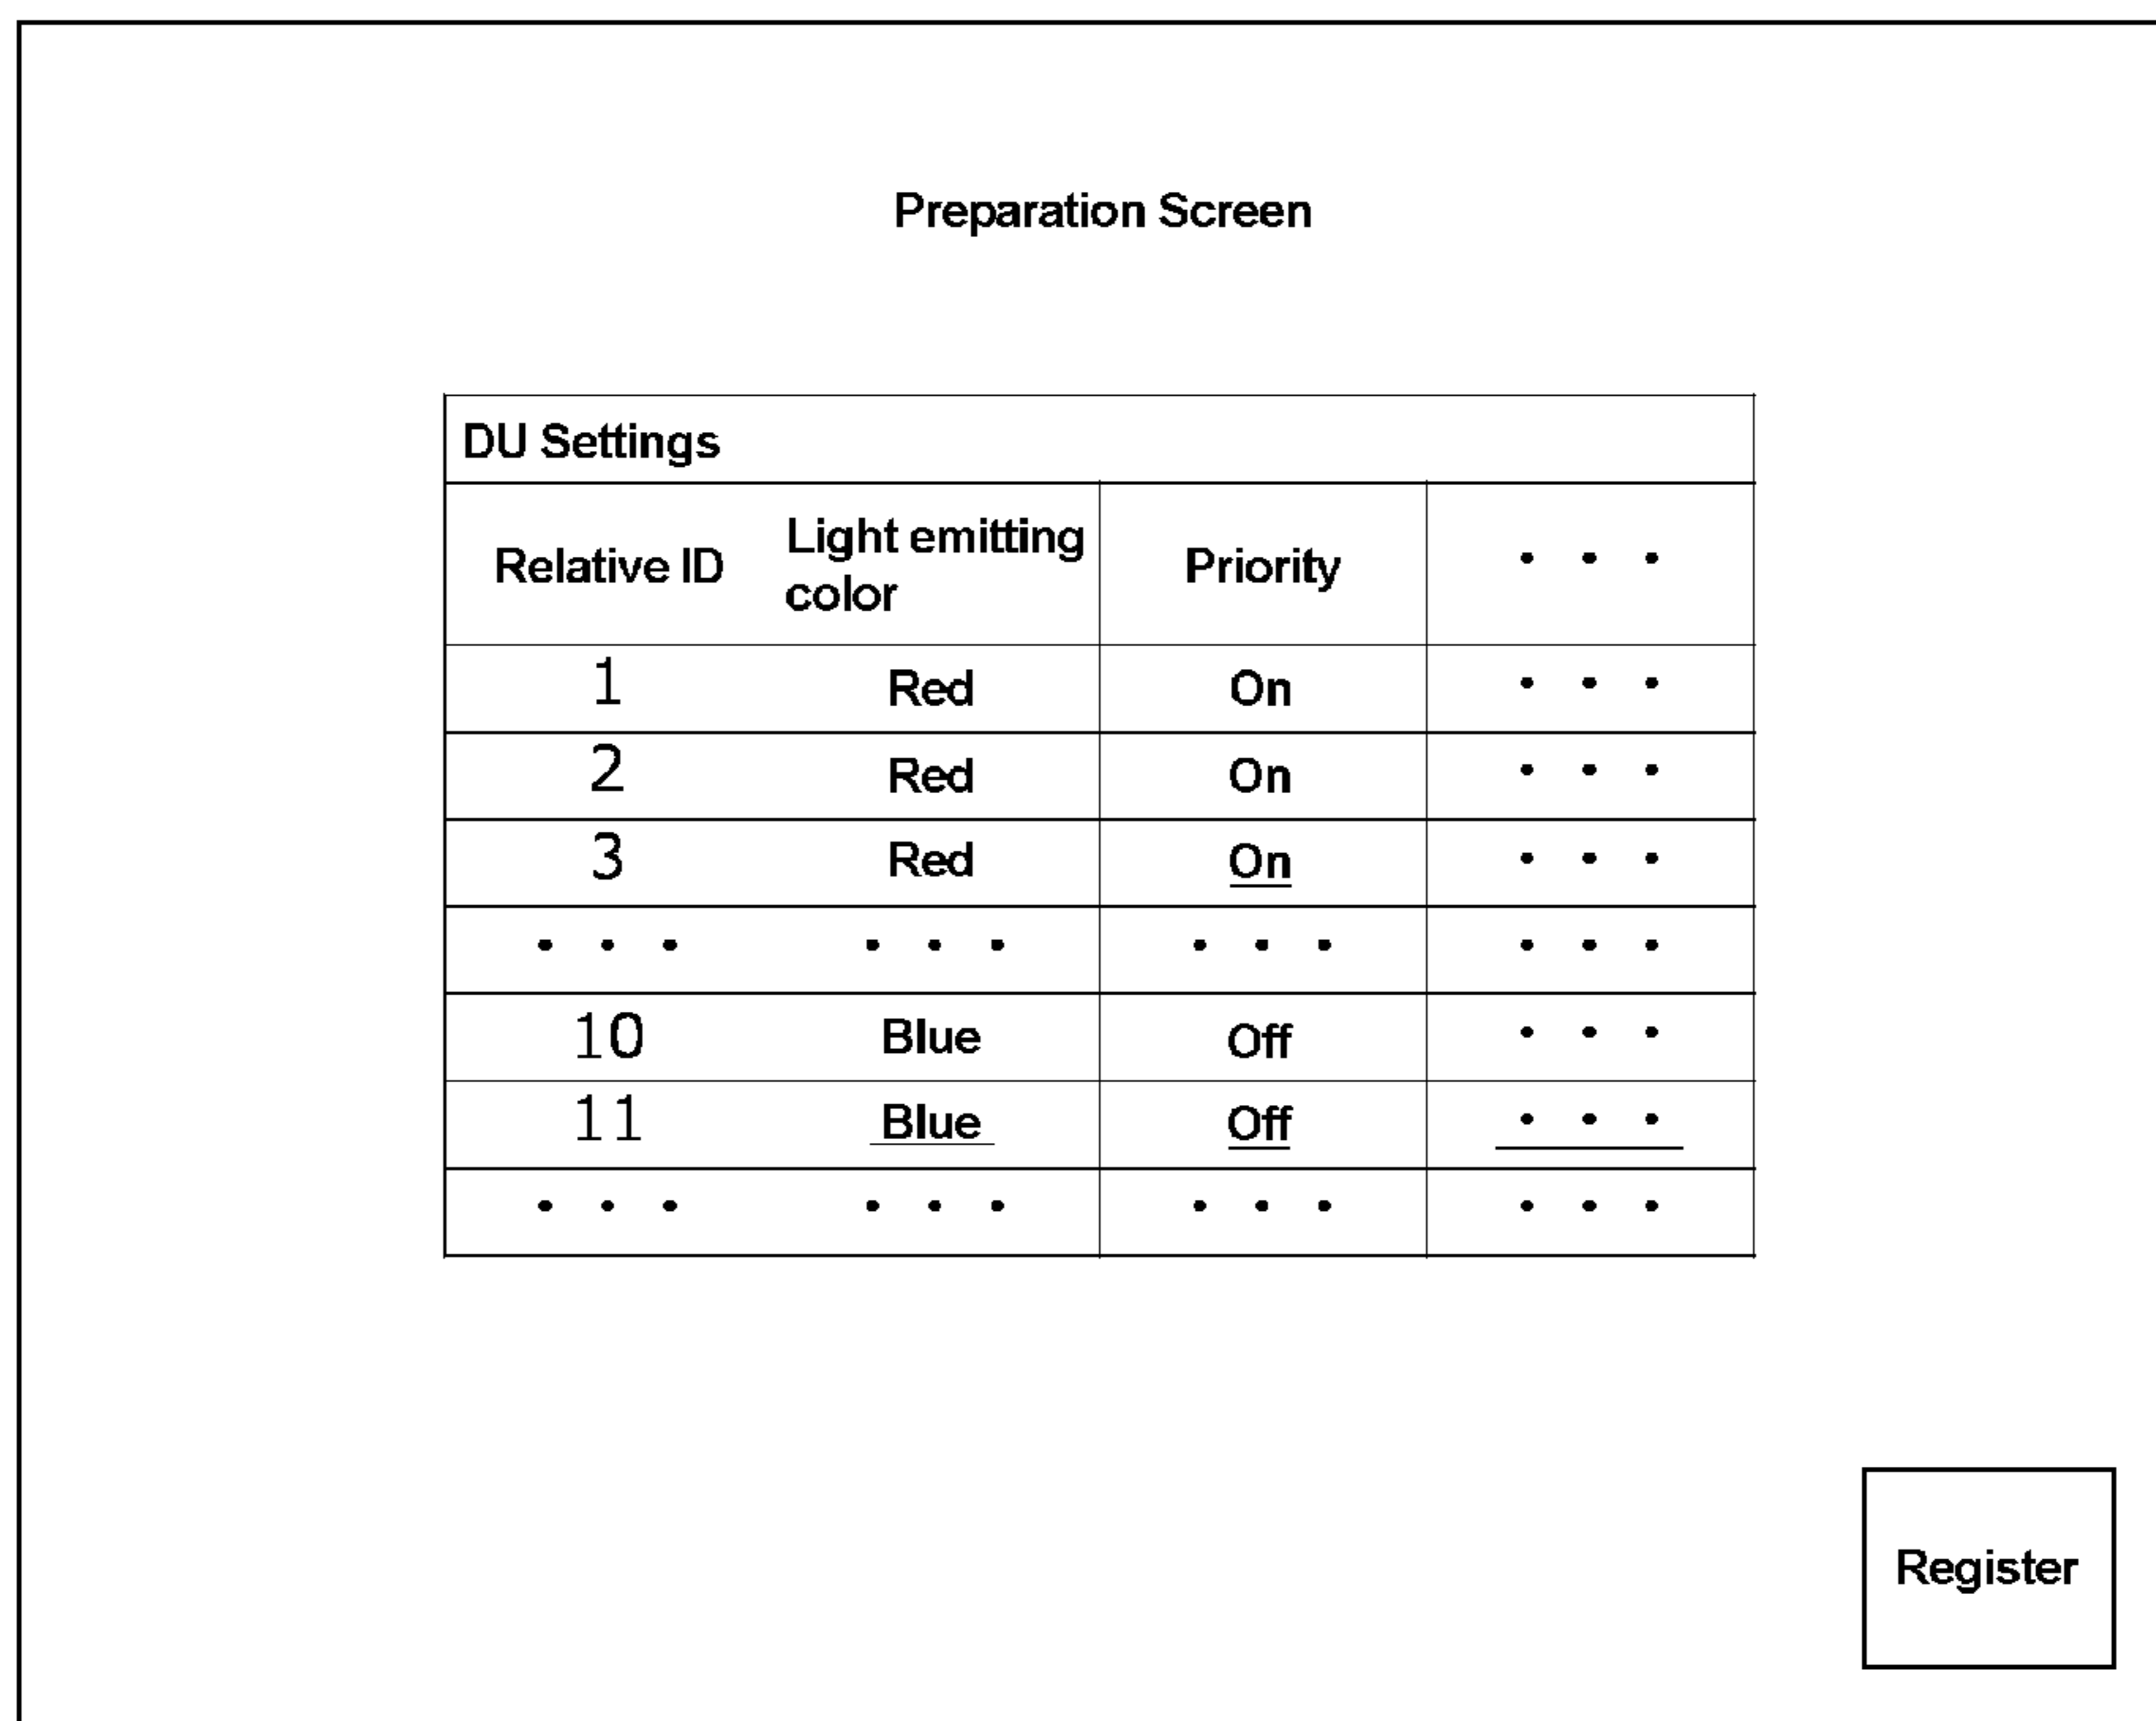 Preparation Screen
DU Settings
Relative ID Light emitting color Priority • • •
1 Red On • • •
2 Red On • • •
3 Red On • • •
• • • • • • • • • • • •
10 Blue Off • • •
11 Blue Off • • •
• • • • • • • • • • • •
Register